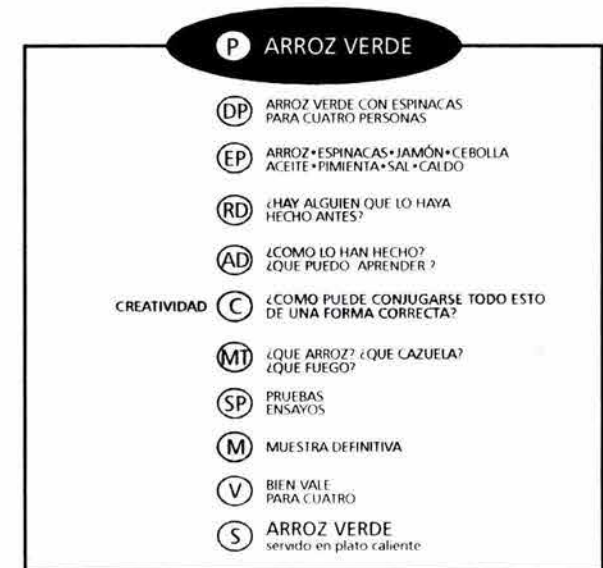 P ARROZ VERDE
DP ARROZ VERDE CON ESPINACAS
PARA CUATRO PERSONAS
EP ARROZ•ESPINACAS•JAMÓN•CEBOLLA
ACEITE•PIMIENTA•SAL•CALDO
RD ¿HAY ALGUIEN QUE LO HAYA
HECHO ANTES?
AD ¿COMO LO HAN HECHO?
¿QUE PUEDO APRENDER ?
CREATIVIDAD C ¿COMO PUEDE CONJUGARSE TODO ESTO
DE UNA FORMA CORRECTA?
MT ¿QUE ARROZ? ¿QUE CAZUELA?
¿QUE FUEGO?
SP PRUEBAS
ENSAYOS
M MUESTRA DEFINITIVA
V BIEN VALE
PARA CUATRO
S ARROZ VERDE
servido en plato caliente